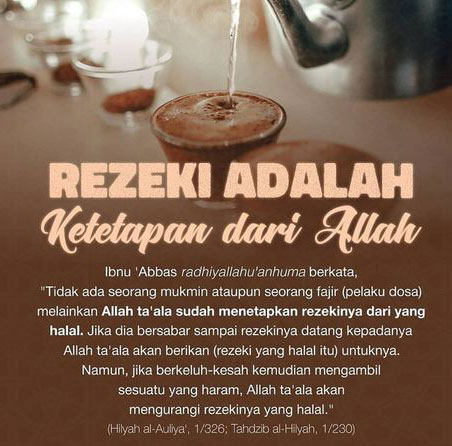 REZEKI ADALAH
Ketetapan dari Allah
Ibnu 'Abbas radhiyallahu'anhuma berkata,
"Tidak ada seorang mukmin ataupun seorang fajir (pelaku dosa)
melainkan Allah ta'ala sudah menetapkan rezekinya dari yang
halal. Jika dia bersabar sampai rezekinya datang kepadanya
Allah ta'ala akan berikan (rezeki yang halal itu) untuknya.
Namun, jika berkeluh-kesah kemudian mengambil
sesuatu yang haram, Allah ta'ala akan
mengurangi rezekinya yang halal."
(Hilyah al-Auliya', 1/326; Tahdzib al-Hilyah, 1/230)